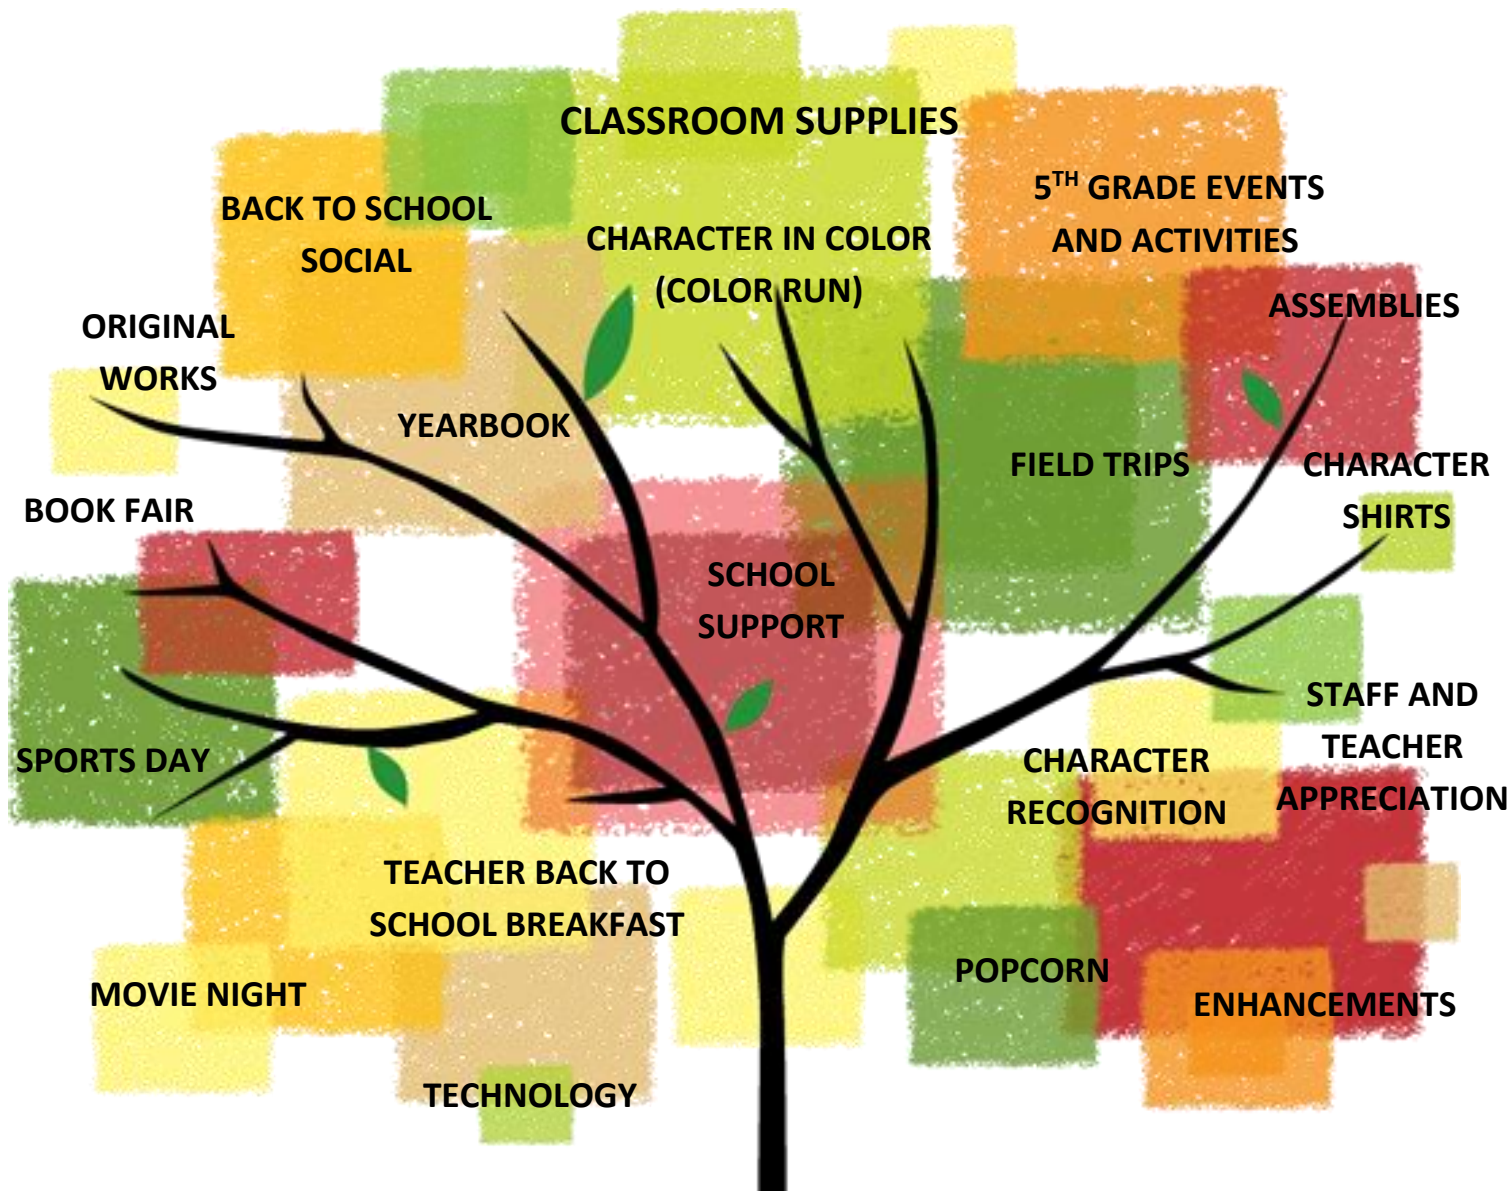 CLASSROOM SUPPLIES
5TH GRADE EVENTS
AND ACTIVITIES
BACK TO SCHOOL
SOCIAL
CHARACTER IN COLOR
(COLOR RUN)
ASSEMBLIES
ORIGINAL
WORKS
YEARBOOK
FIELD TRIPS
CHARACTER
SHIRTS
BOOK FAIR
SCHOOL
SUPPORT
STAFF AND
TEACHER
APPRECIATION
SPORTS DAY
CHARACTER
RECOGNITION
TEACHER BACK TO
SCHOOL BREAKFAST
POPCORN
MOVIE NIGHT
ENHANCEMENTS
TECHNOLOGY